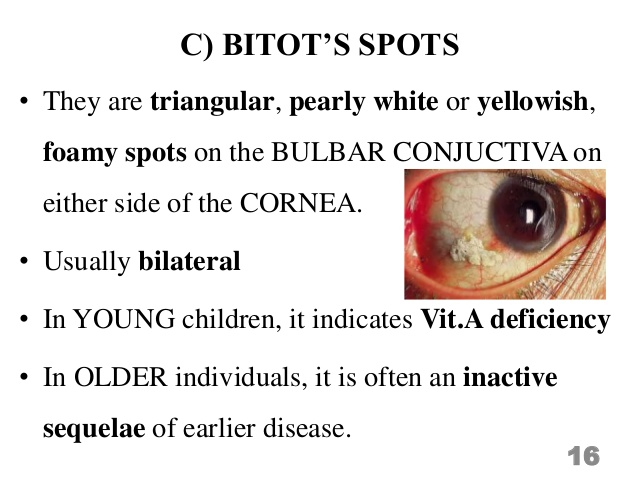 C) BITOT’S SPOTS
• They are triangular, pearly white or yellowish,
foamy spots on the BULBAR CONJUCTIVA on
either side of the CORNEA.
• Usually bilateral
• In YOUNG children, it indicates Vit.A deficiency
• In OLDER individuals, it is often an inactive
sequelae of earlier disease.
16